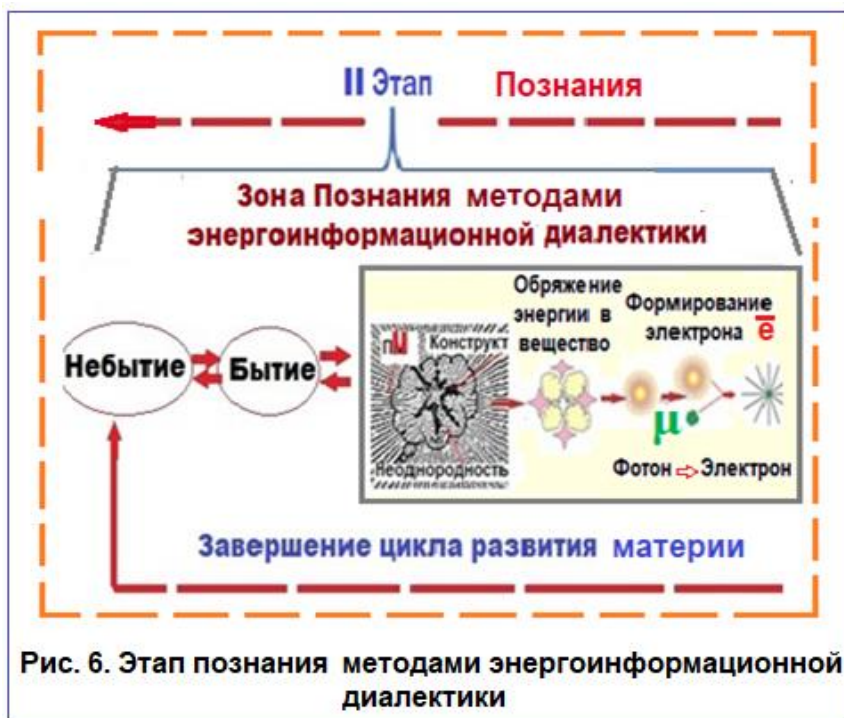 II Этап Познания
Зона Познания методами
энергоинформационной диалектики
Обряжение
энергии в
вещество
Формирование
электрона e̅
Небытие
Бытие
U
Конструкт
Неоднородность
μ
Фотон ⇨ Электрон
Завершение цикла развития материи
Рис. 6. Этап познания методами энергоинформационной
диалектики